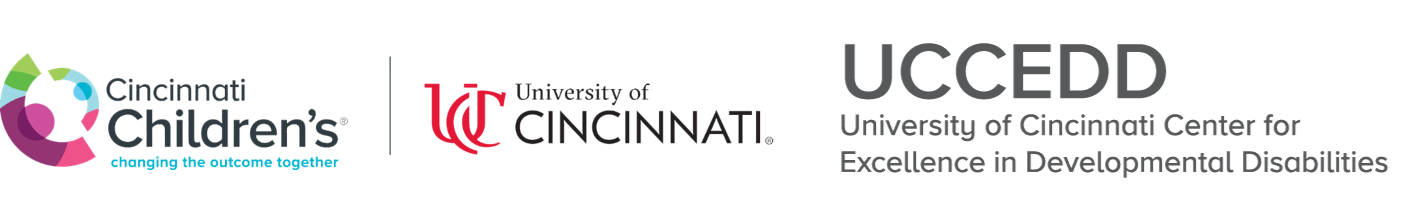 Cincinnati
Children's®
changing the outcome together
UC University of
CINCINNATI®
UCCEDD
University of Cincinnati Center for
Excellence in Developmental Disabilities